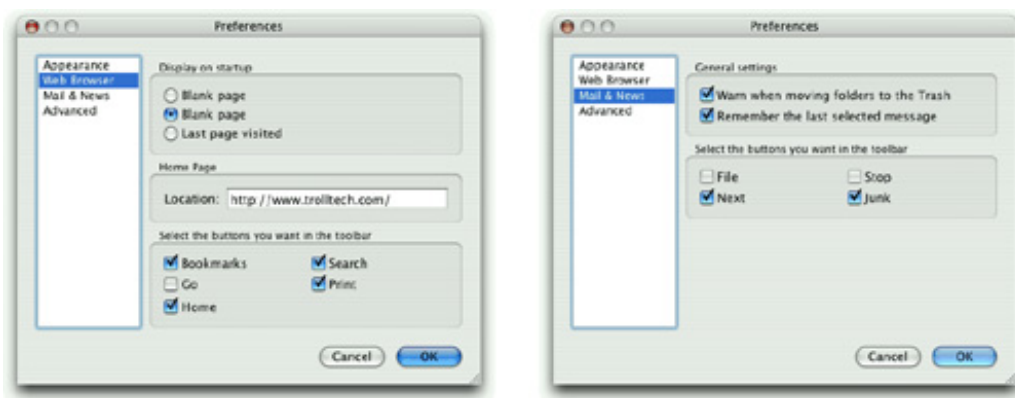 Preferences
Appearance
Web Browser
Mail & News
Advanced
Display on startup
Blank page
Blank page
Last page visited
Home Page
Location: http://www.trolltech.com/
Select the buttons you want in the toolbar
Bookmarks Search
Go Print
Home
Cancel OK
Preferences
Appearance
Web Browser
Mail & News
Advanced
General settings
Warn when moving folders to the Trash
Remember the last selected message
Select the buttons you want in the toolbar
File Stop
Next Junk
Cancel OK